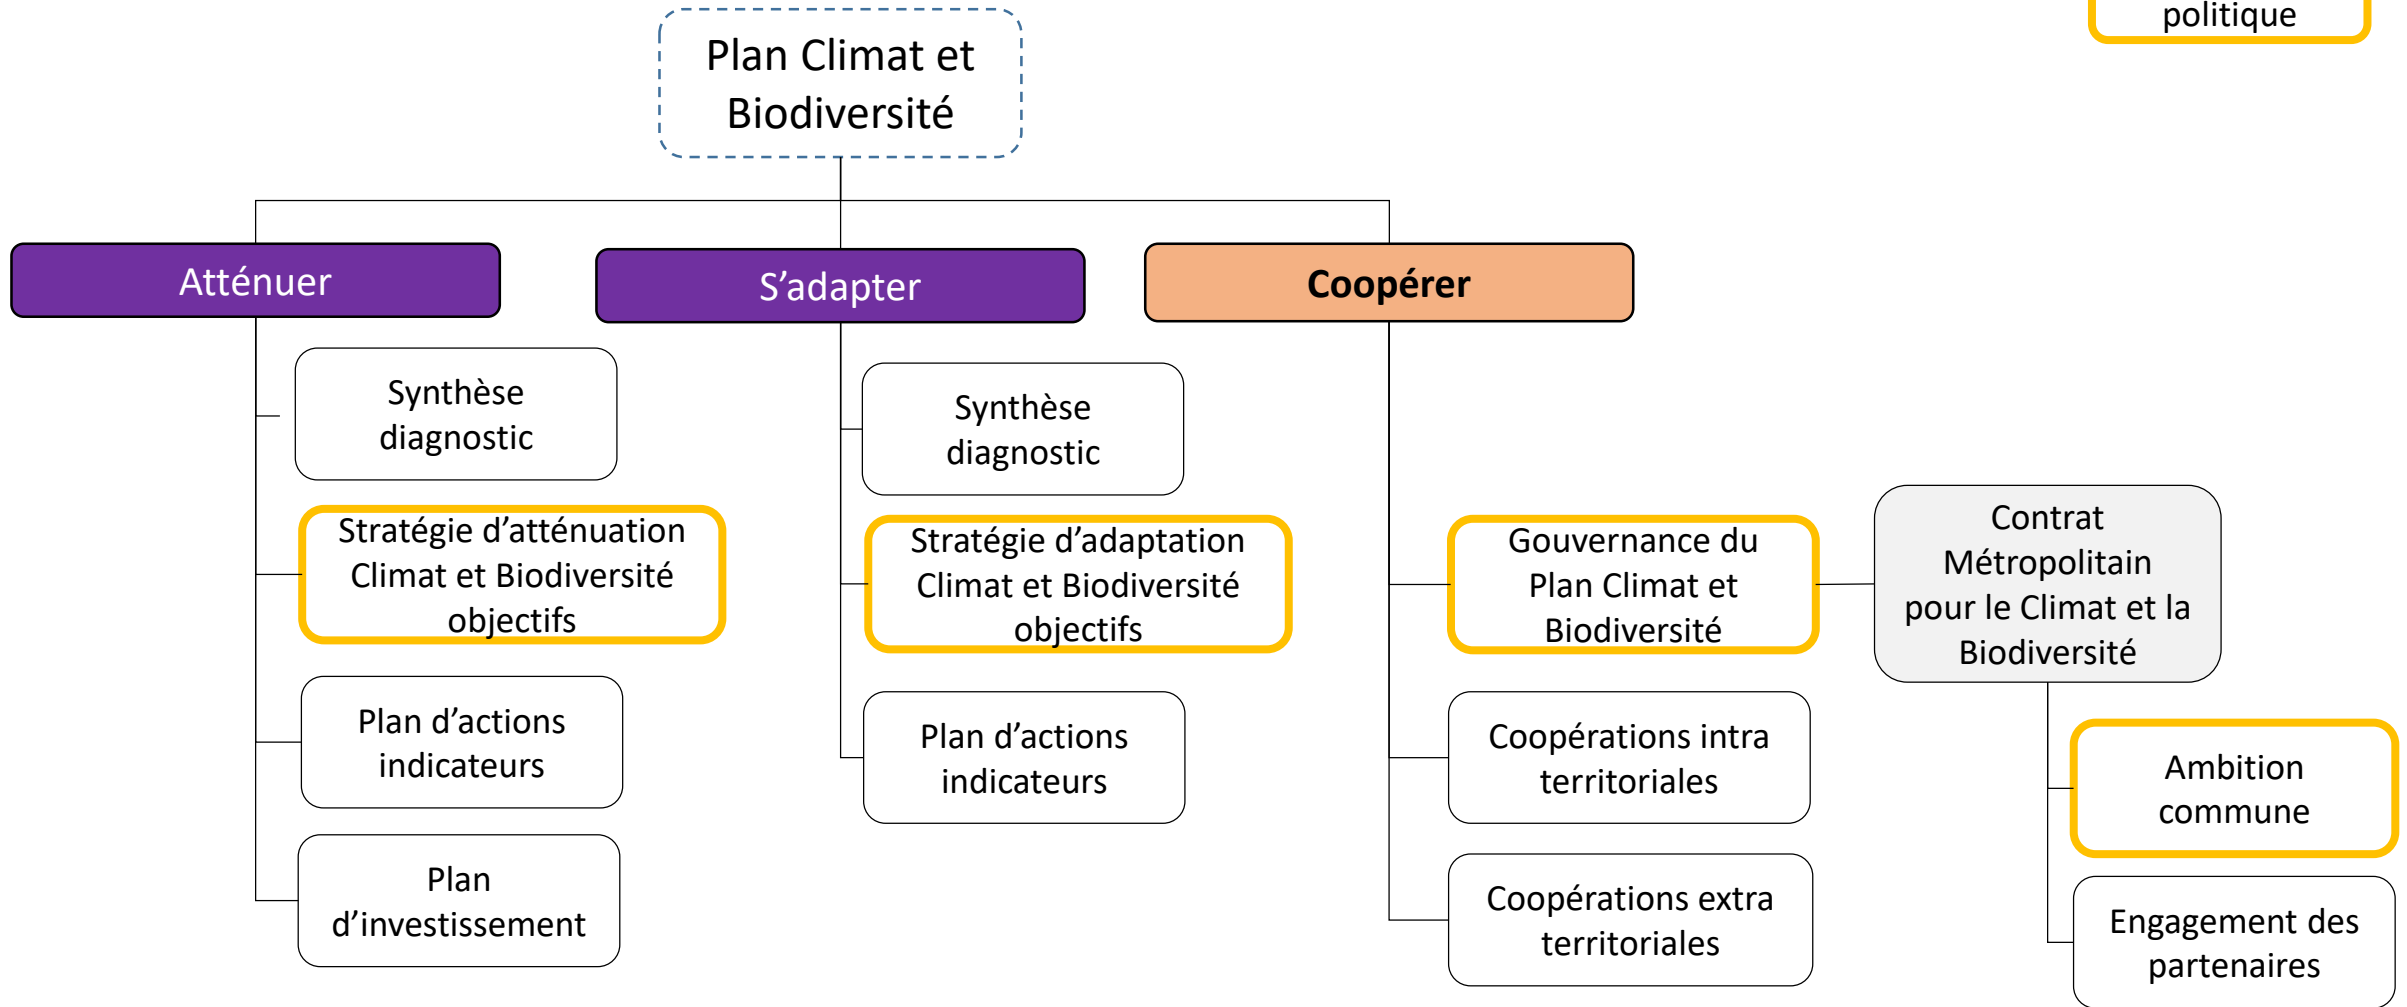 politique
Plan Climat et
Biodiversité
Atténuer
S’adapter
Coopérer
Synthèse
diagnostic
Stratégie d’atténuation
Climat et Biodiversité
objectifs
Plan d’actions
indicateurs
Plan
d’investissement
Synthèse
diagnostic
Stratégie d’adaptation
Climat et Biodiversité
objectifs
Plan d’actions
indicateurs
Gouvernance du
Plan Climat et
Biodiversité
Coopérations intra
territoriales
Coopérations extra
territoriales
Contrat
Métropolitain
pour le Climat et la
Biodiversité
Ambition
commune
Engagement des
partenaires